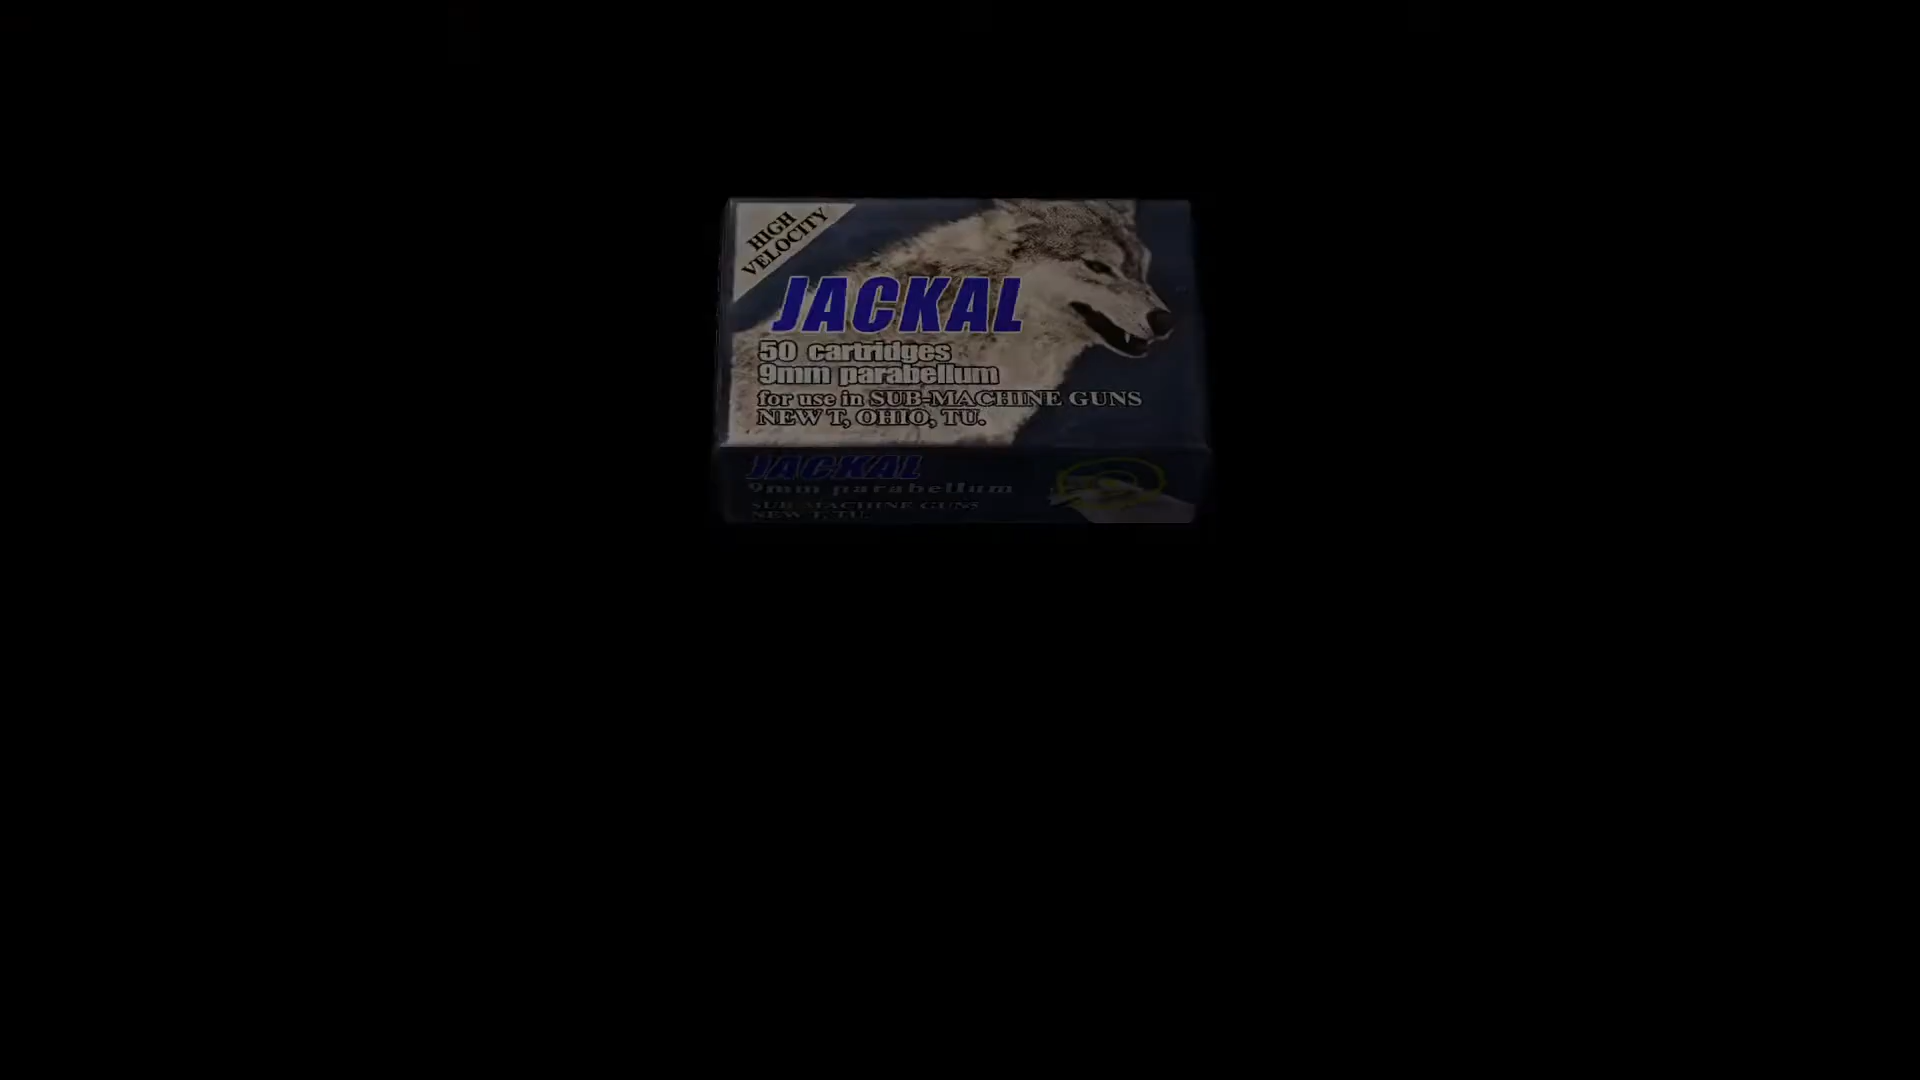 HIGH
VELOCITY
JACKAL
50 cartridges
9mm parabellum
for use in SUB-MACHINE GUNS
NEW T, OHIO, TU.
JACKAL
9mm parabellum
SUB-MACHINE GUNS
NEW T, TU.